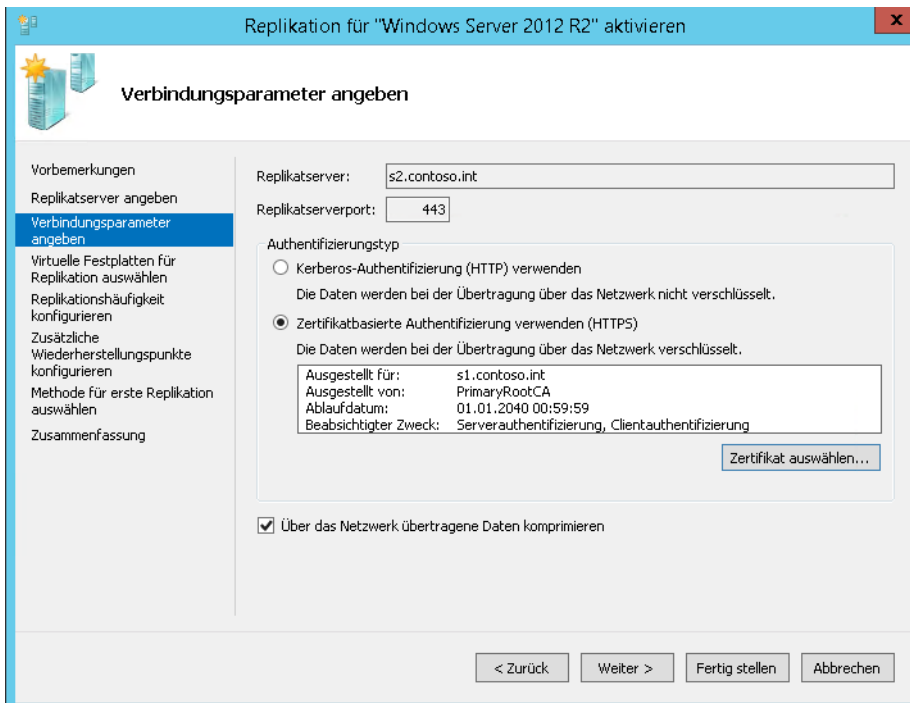 Replikation für "Windows Server 2012 R2" aktivieren
x
Verbindungsparameter angeben
Vorbemerkungen
Replikatserver angeben
Verbindungsparameter
angeben
Virtuelle Festplatten für
Replikation auswählen
Replikationshäufigkeit
konfigurieren
Zusätzliche
Wiederherstellungspunkte
konfigurieren
Methode für erste Replikation
auswählen
Zusammenfassung
Replikatserver: s2.contoso.int
Replikatserverport: 443
Authentifizierungstyp
Kerberos-Authentifizierung (HTTP) verwenden
Die Daten werden bei der Übertragung über das Netzwerk nicht verschlüsselt.
Zertifikatbasierte Authentifizierung verwenden (HTTPS)
Die Daten werden bei der Übertragung über das Netzwerk verschlüsselt.
Ausgestellt für: s1.contoso.int
Ausgestellt von: PrimaryRootCA
Ablaufdatum: 01.01.2040 00:59:59
Beabsichtigter Zweck: Serverauthentifizierung, Clientauthentifizierung
Zertifikat auswählen...
Über das Netzwerk übertragene Daten komprimieren
< Zurück Weiter > Fertig stellen Abbrechen